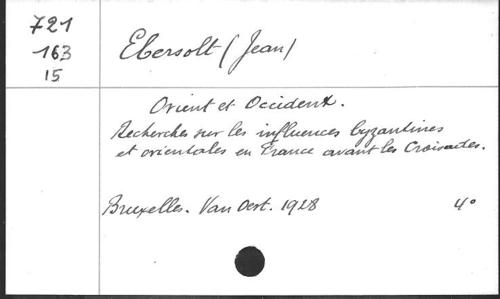 721
163
15
Ebersolt (Jean)
Orient et Occident.
Recherches sur les influences byzantines
et orientales en France avant les Croisades.
Bruxelles. Van Oest. 1928 4°